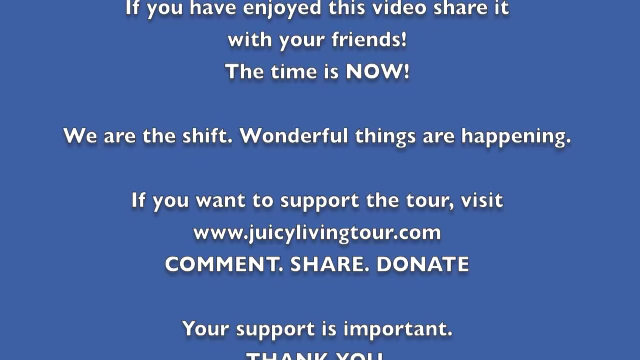 If you have enjoyed this video share it
with your friends!
The time is NOW!
We are the shift. Wonderful things are happening.
If you want to support the tour, visit
www.juicylivingtour.com
COMMENT. SHARE. DONATE
Your support is important.
THANK YOU